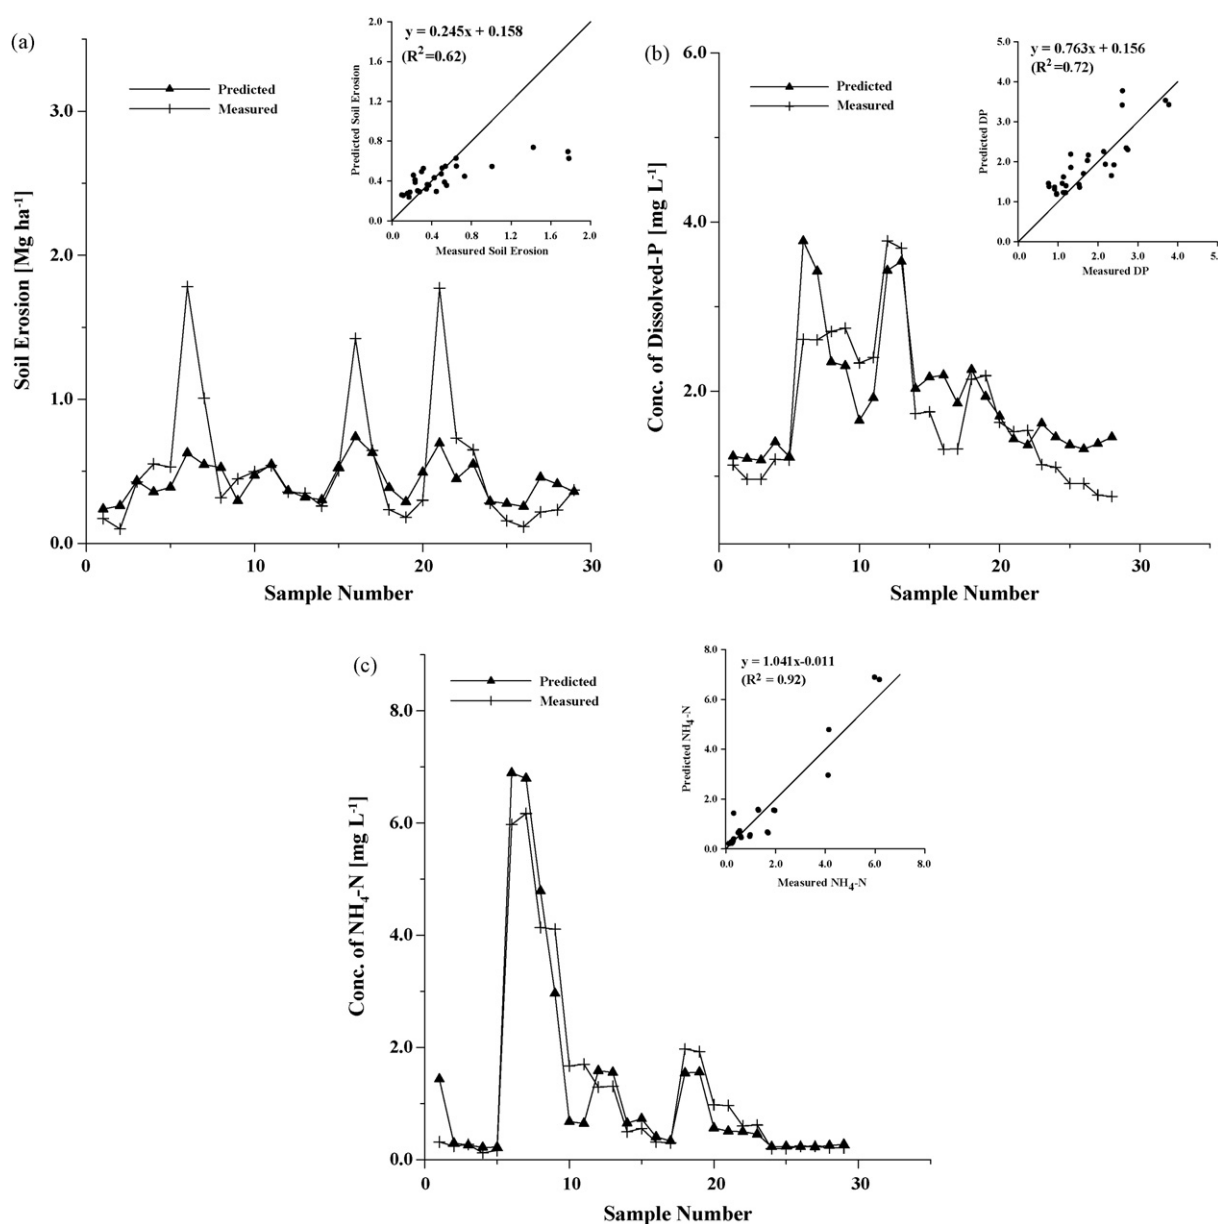 (a)
Soil Erosion [Mg ha⁻¹]
3.0
2.0
1.0
0.0
0
10
20
30
Sample Number
Predicted
Measured
y = 0.245x + 0.158
(R²=0.62)
Predicted Soil Erosion
2.0
1.6
1.2
0.8
0.4
0.0
0.0
0.4
0.8
1.2
1.6
2.0
Measured Soil Erosion
(b)
Conc. of Dissolved-P [mg L⁻¹]
6.0
4.0
2.0
0
10
20
30
Sample Number
Predicted
Measured
y = 0.763x + 0.156
(R²=0.72)
Predicted DP
5.0
4.0
3.0
2.0
1.0
0.0
0.0
1.0
2.0
3.0
4.0
Measured DP
(c)
Conc. of NH₄-N [mg L⁻¹]
8.0
6.0
4.0
2.0
0.0
0
10
20
30
Sample Number
Predicted
Measured
y = 1.041x-0.011
(R² = 0.92)
Predicted NH₄-N
8.0
6.0
4.0
2.0
0.0
0.0
2.0
4.0
6.0
8.0
Measured NH₄-N